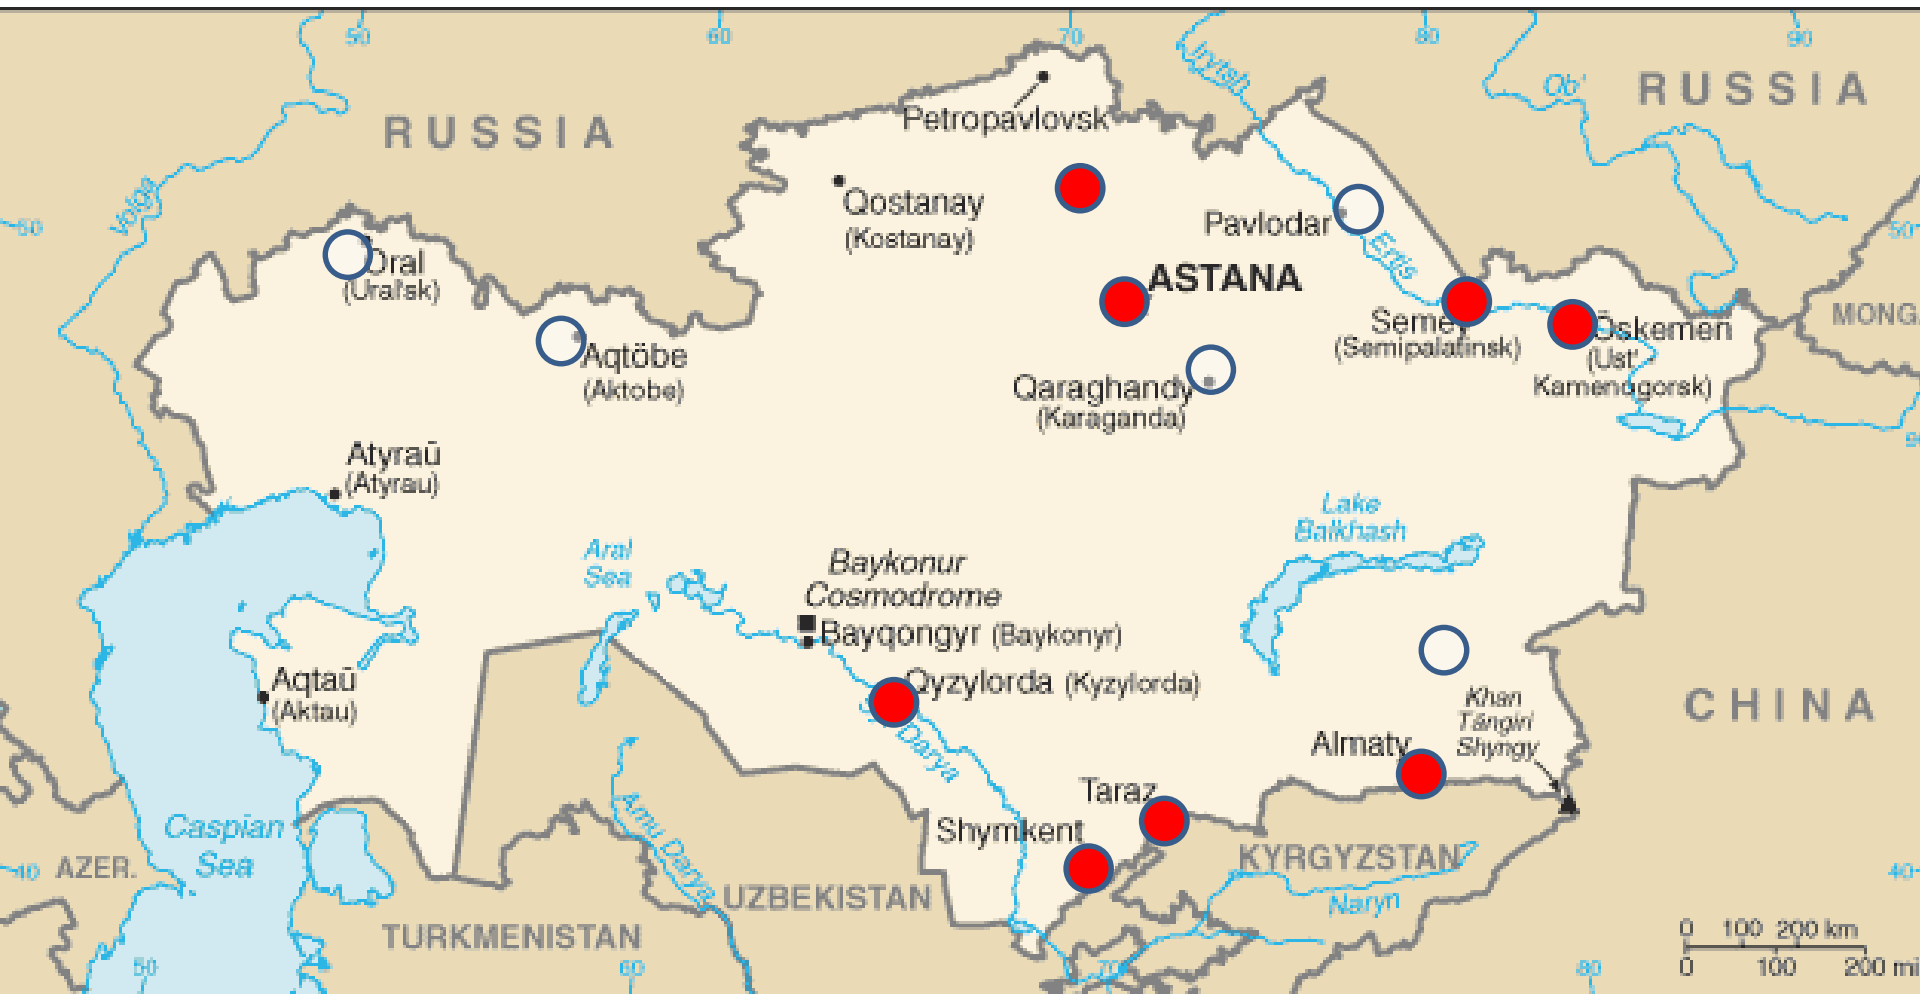 50
60
70
80
90
RUSSIA
Petropavlovsk
Irytsh
Ob'
RUSSIA
Volga
50
Qostanay
(Kostanay)
Pavlodar
Ertis
50
Oral
(Ural'sk)
ASTANA
Aqtöbe
(Aktobe)
Semey
(Semipalatinsk)
Öskemen
(Ust'
Kamenogorsk)
MONG.
Qaraghandy
(Karaganda)
Atyraū
(Atyrau)
Lake
Balkhash
Aral
Sea
Baykonur
Cosmodrome
Bayqongyr (Baykonyr)
Aqtaū
(Aktau)
Qyzylorda (Kyzylorda)
Darya
Khan
Tängiri
Shyngy
CHINA
Almaty
Taraz
Shymkent
Caspian
Sea
AZER.
40
Amu Darya
KYRGYZSTAN
Naryn
40
UZBEKISTAN
TURKMENISTAN
50
60
70
80
0 100 200 km
0 100 200 mi